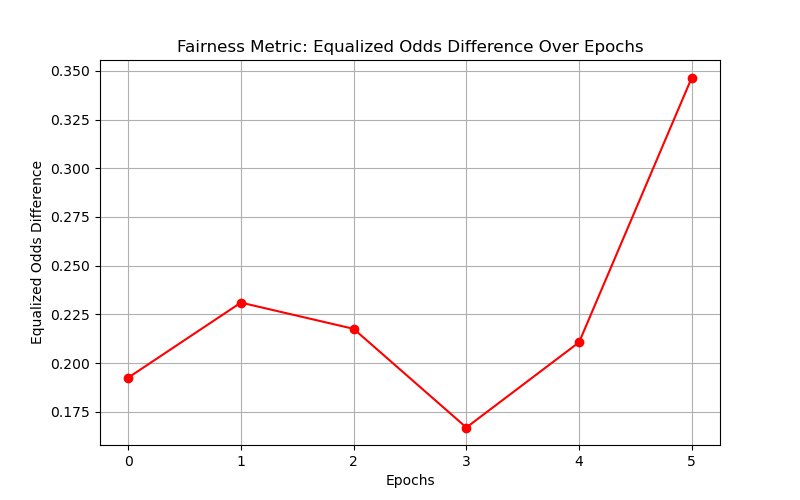 Fairness Metric: Equalized Odds Difference Over Epochs
0.350
0.325
0.300
0.275
0.250
0.225
0.200
0.175
Equalized Odds Difference
0 1 2 3 4 5
Epochs